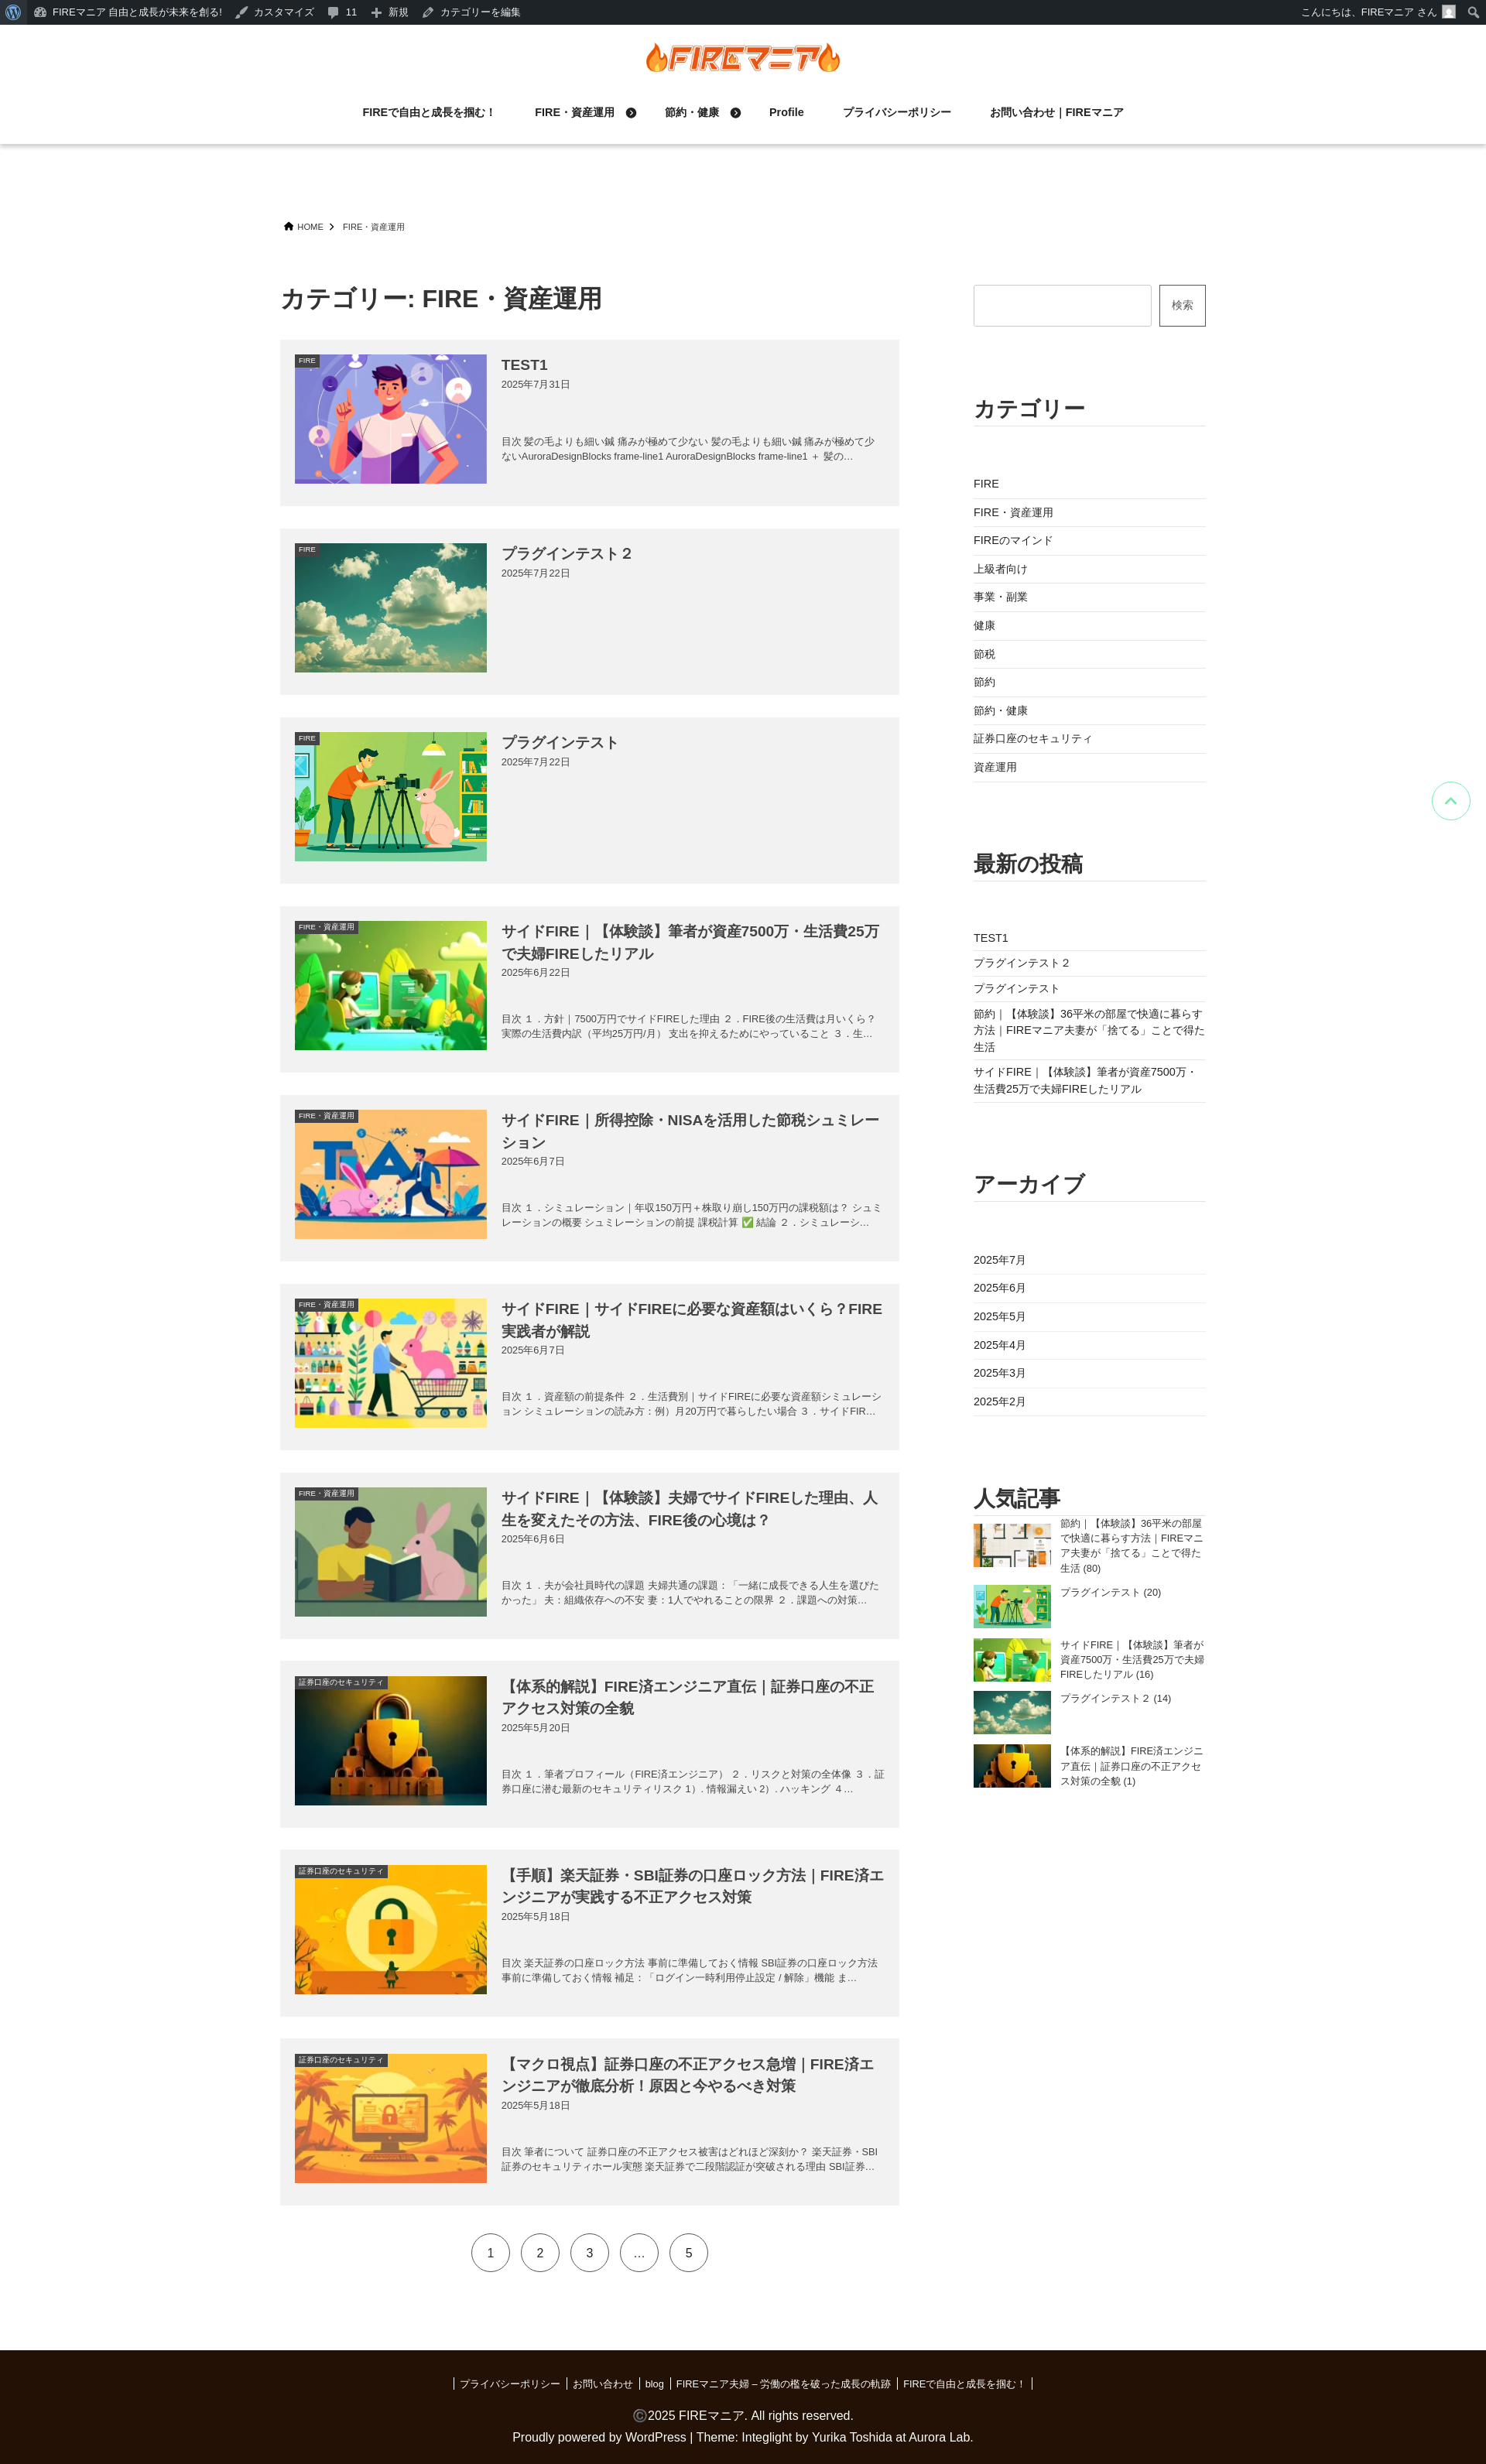 FIREマニア 自由と成長が未来を創る! カスタマイズ 11 新規 カテゴリーを編集 こんにちは、FIREマニア さん
FIREマニア
FIREで自由と成長を掴む！ FIRE・資産運用 節約・健康 Profile プライバシーポリシー お問い合わせ | FIREマニア
HOME FIRE・資産運用
カテゴリー: FIRE・資産運用
FIRE
TEST1
2025年7月31日
目次 髪の毛よりも細い鍼 痛みが極めて少ない 髪の毛よりも細い鍼 痛みが極めて少
ないAuroraDesignBlocks frame-line1 AuroraDesignBlocks frame-line1 ＋ 髪の…
FIRE
プラグインテスト２
2025年7月22日
FIRE
プラグインテスト
2025年7月22日
FIRE・資産運用
サイドFIRE｜【体験談】筆者が資産7500万・生活費25万
で夫婦FIREしたリアル
2025年6月22日
目次 １．方針｜7500万円でサイドFIREした理由 ２．FIRE後の生活費は月いくら？
実際の生活費内訳（平均25万円/月） 支出を抑えるためにやっていること ３．生…
FIRE・資産運用
サイドFIRE｜所得控除・NISAを活用した節税シュミレー
ション
2025年6月7日
目次 １．シミュレーション｜年収150万円＋株取り崩し150万円の課税額は？ シュミ
レーションの概要 シュミレーションの前提 課税計算 ✅ 結論 ２．シミュレーシ…
FIRE・資産運用
サイドFIRE｜サイドFIREに必要な資産額はいくら？FIRE
実践者が解説
2025年6月7日
目次 １．資産額の前提条件 ２．生活費別｜サイドFIREに必要な資産額シミュレーシ
ョン シミュレーションの読み方：例）月20万円で暮らしたい場合 ３．サイドFIR…
FIRE・資産運用
サイドFIRE｜【体験談】夫婦でサイドFIREした理由、人
生を変えたその方法、FIRE後の心境は？
2025年6月6日
目次 １．夫が会社員時代の課題 夫婦共通の課題：「一緒に成長できる人生を選びた
かった」 夫：組織依存への不安 妻：1人でやれることの限界 ２．課題への対策…
証券口座のセキュリティ
【体系的解説】FIRE済エンジニア直伝｜証券口座の不正
アクセス対策の全貌
2025年5月20日
目次 １．筆者プロフィール（FIRE済エンジニア） ２．リスクと対策の全体像 ３．証
券口座に潜む最新のセキュリティリスク 1）. 情報漏えい 2）. ハッキング ４…
証券口座のセキュリティ
【手順】楽天証券・SBI証券の口座ロック方法｜FIRE済エ
ンジニアが実践する不正アクセス対策
2025年5月18日
目次 楽天証券の口座ロック方法 事前に準備しておく情報 SBI証券の口座ロック方法
事前に準備しておく情報 補足：「ログイン一時利用停止設定 / 解除」機能 ま…
証券口座のセキュリティ
【マクロ視点】証券口座の不正アクセス急増｜FIRE済エ
ンジニアが徹底分析！原因と今やるべき対策
2025年5月18日
目次 筆者について 証券口座の不正アクセス被害はどれほど深刻か？ 楽天証券・SBI
証券のセキュリティホール実態 楽天証券で二段階認証が突破される理由 SBI証券…
1 2 3 … 5
検索
カテゴリー
FIRE
FIRE・資産運用
FIREのマインド
上級者向け
事業・副業
健康
節税
節約
節約・健康
証券口座のセキュリティ
資産運用
最新の投稿
TEST1
プラグインテスト２
プラグインテスト
節約｜【体験談】36平米の部屋で快適に暮らす
方法｜FIREマニア夫妻が「捨てる」ことで得た
生活
サイドFIRE｜【体験談】筆者が資産7500万・
生活費25万で夫婦FIREしたリアル
アーカイブ
2025年7月
2025年6月
2025年5月
2025年4月
2025年3月
2025年2月
人気記事
節約｜【体験談】36平米の部屋
で快適に暮らす方法｜FIREマニ
ア夫妻が「捨てる」ことで得た
生活 (80)
プラグインテスト (20)
サイドFIRE｜【体験談】筆者が
資産7500万・生活費25万で夫婦
FIREしたリアル (16)
プラグインテスト２ (14)
【体系的解説】FIRE済エンジニ
ア直伝｜証券口座の不正アクセ
ス対策の全貌 (1)
プライバシーポリシー お問い合わせ blog FIREマニア夫婦 – 労働の檻を破った成長の軌跡 FIREで自由と成長を掴む！
©2025 FIREマニア. All rights reserved.
Proudly powered by WordPress | Theme: Integlight by Yurika Toshida at Aurora Lab.